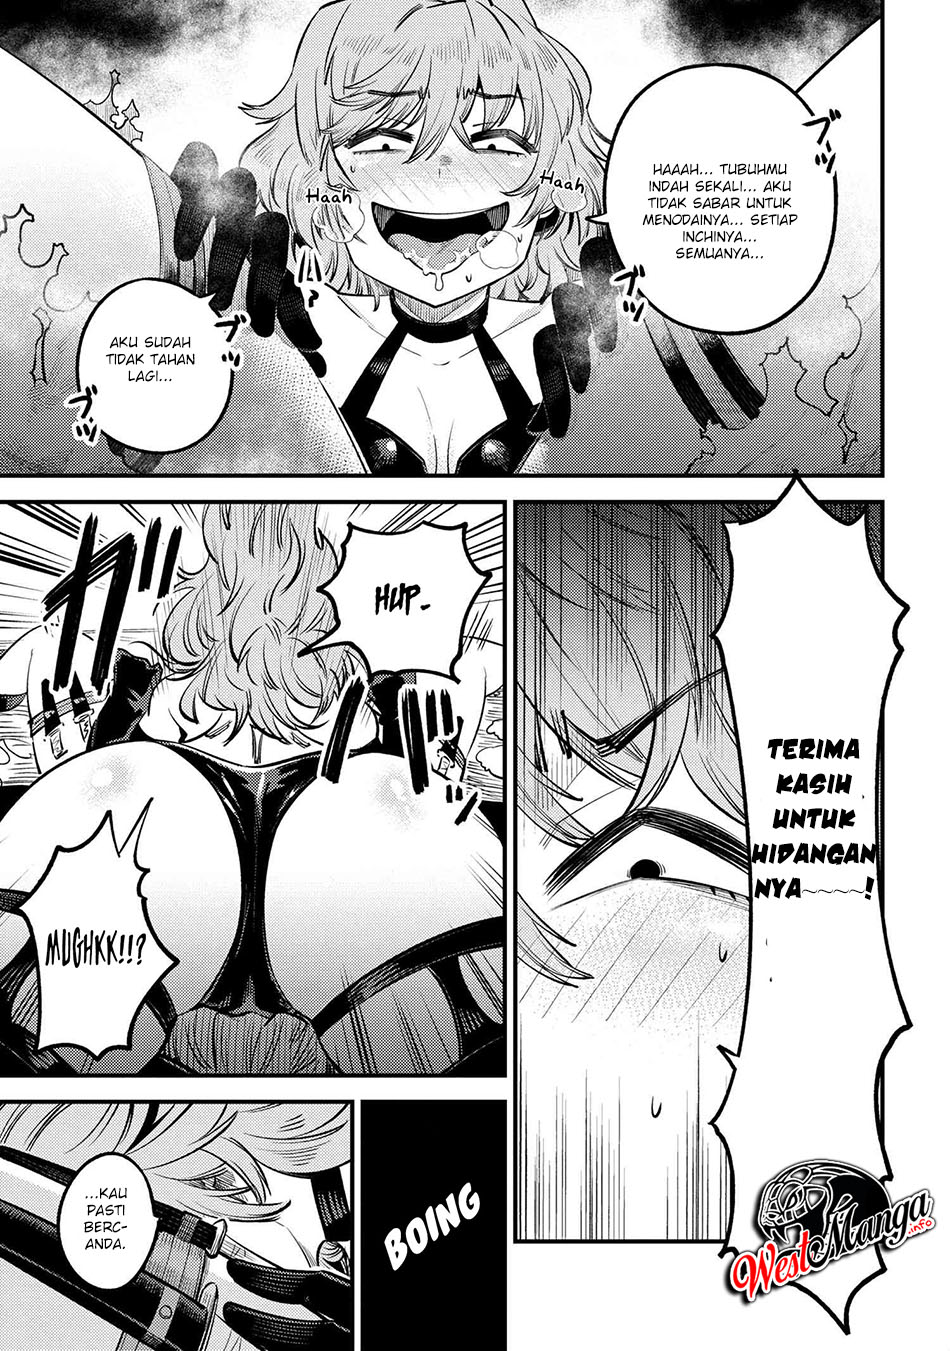 HAAAH... TUBUHMU
INDAH SEKALI... AKU
TIDAK SABAR UNTUK
MENODAINYA... SETIAP
INCHINYA...
SEMUANYA...
Haah
Haah
AKU SUDAH
TIDAK TAHAN
LAGI...
TERIMA
KASIH
UNTUK
HIDANGAN
NYA~~~~!
HUP-
MUGHKK!!?
BOING
...KAU
PASTI
BERC-
ANDA.
WestManga
.info